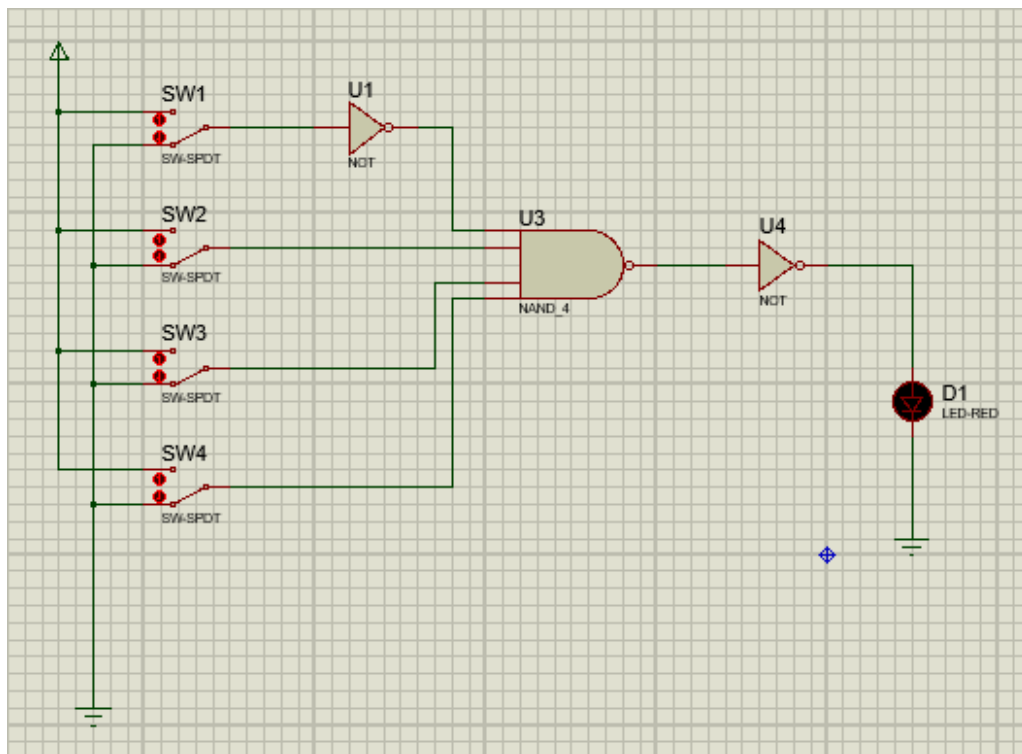 SW1
SW-SPDT
U1
NOT
SW2
SW-SPDT
U3
NAND_4
U4
NOT
SW3
SW-SPDT
D1
LED-RED
SW4
SW-SPDT